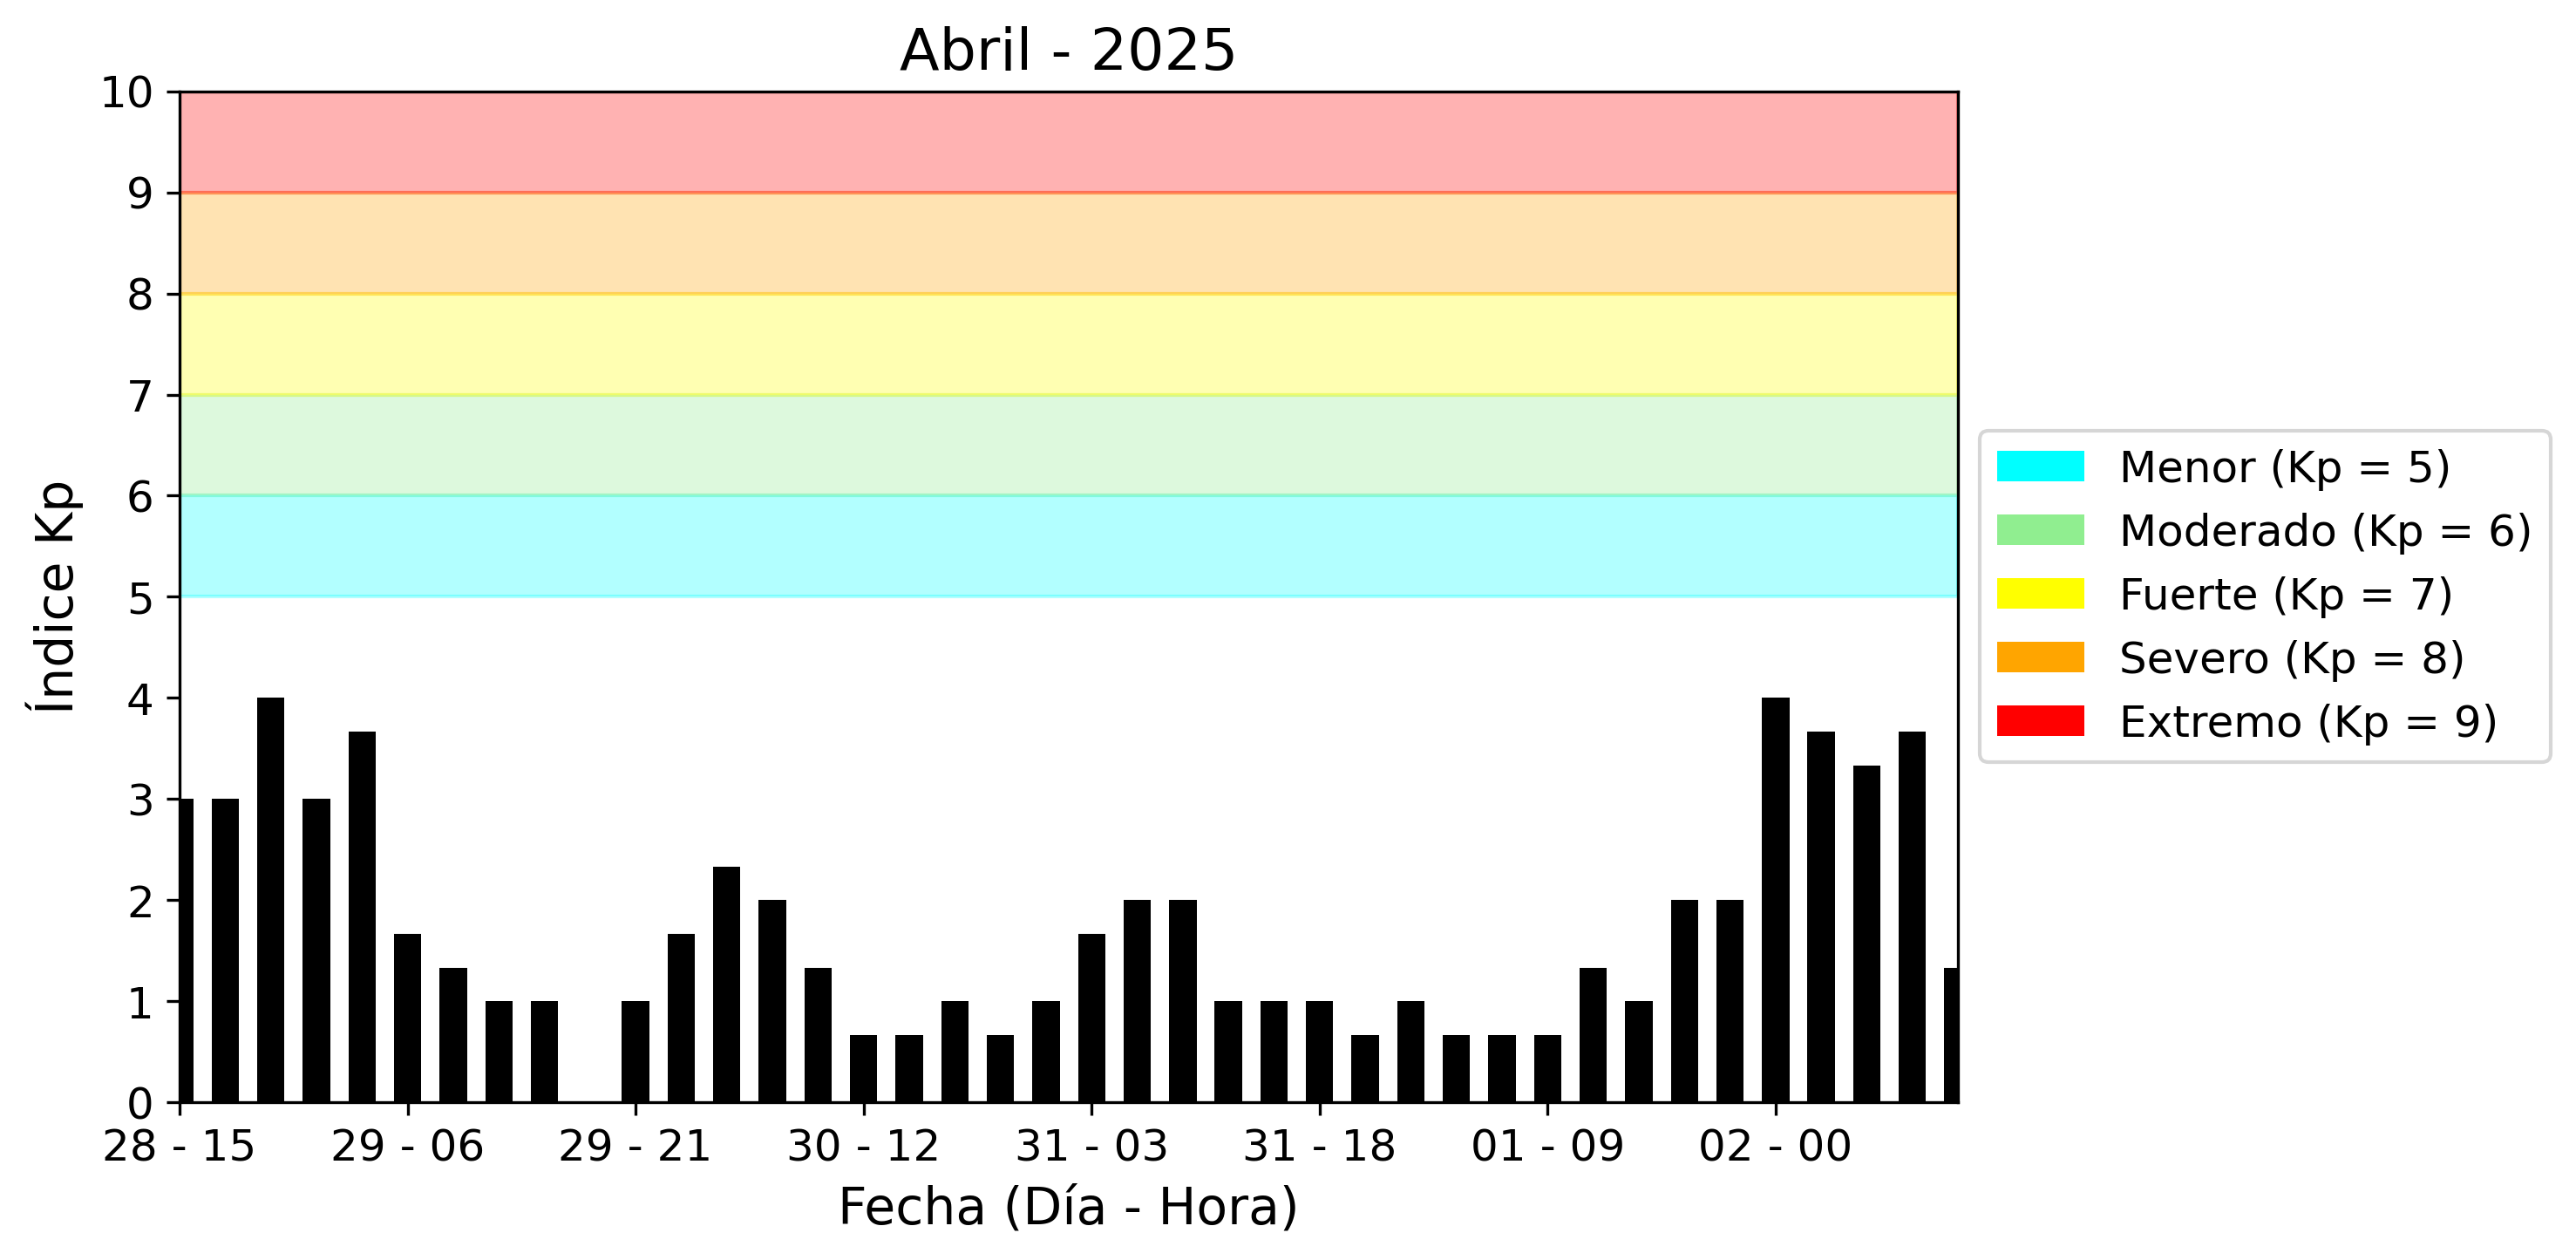 Abril - 2025
10
9
8
7
6
5
4
3
2
1
0
Índice Kp
28 - 15
29 - 06
29 - 21
30 - 12
31 - 03
31 - 18
01 - 09
02 - 00
Fecha (Día - Hora)
Menor (Kp = 5)
Moderado (Kp = 6)
Fuerte (Kp = 7)
Severo (Kp = 8)
Extremo (Kp = 9)